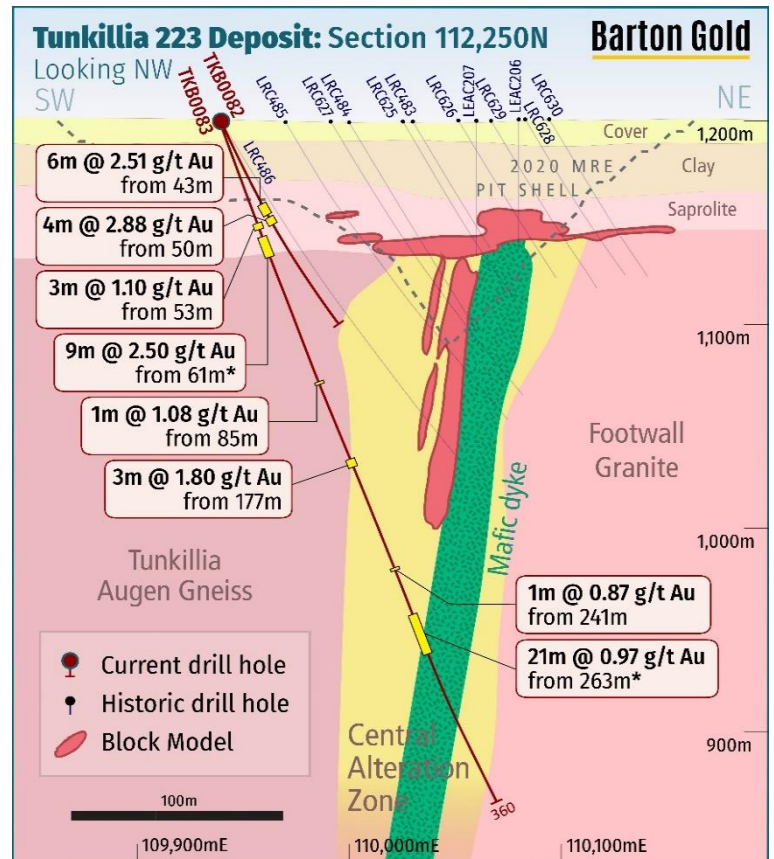 Tunkillia 223 Deposit: Section 112,250N
Barton Gold
Looking NW
SW
NE
TKB0083
TKB0082
LRC486
LRC485
LRC627
LRC484
LRC625
LRC483
LRC626
LEAC207
LRC629
LEAC206
LRC628
LRC630
Cover
1,200m
2020 MRE
PIT SHELL
Clay
Saprolite
6m @ 2.51 g/t Au
from 43m
4m @ 2.88 g/t Au
from 50m
3m @ 1.10 g/t Au
from 53m
9m @ 2.50 g/t Au
from 61m*
1m @ 1.08 g/t Au
from 85m
3m @ 1.80 g/t Au
from 177m
1,100m
Footwall
Granite
Mafic dyke
1,000m
Tunkillia
Augen Gneiss
1m @ 0.87 g/t Au
from 241m
21m @ 0.97 g/t Au
from 263m*
Current drill hole
Historic drill hole
Block Model
Central
Alteration
Zone
900m
360
100m
109,900mE
110,000mE
110,100mE